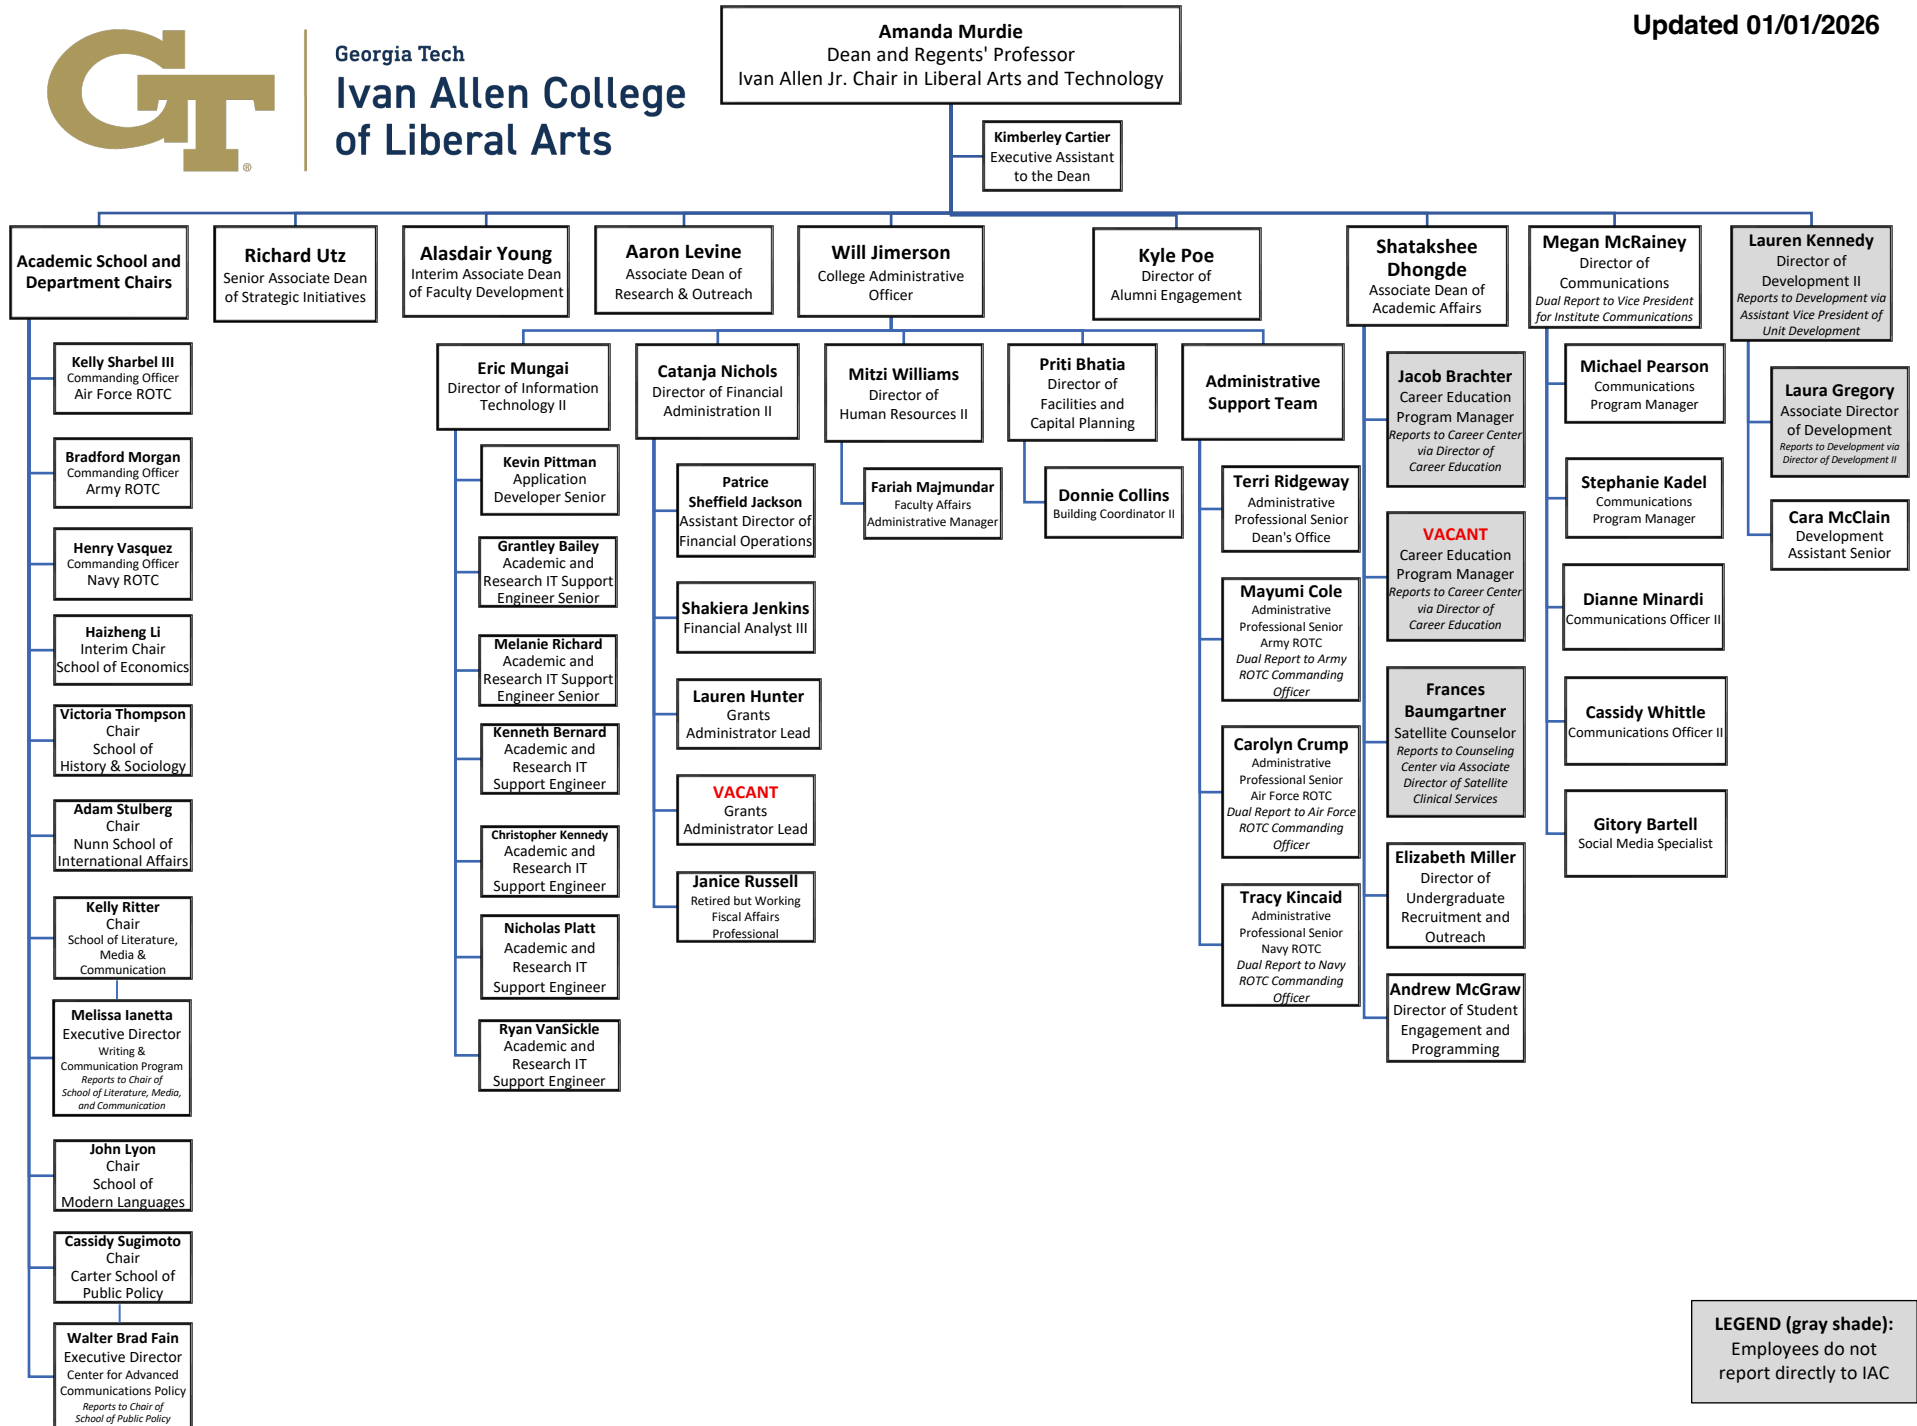 GT
®
Georgia Tech
Ivan Allen College
of Liberal Arts
Updated 01/01/2026
Amanda Murdie
Dean and Regents' Professor
Ivan Allen Jr. Chair in Liberal Arts and Technology
Kimberley Cartier
Executive Assistant
to the Dean
Academic School and
Department Chairs
Richard Utz
Senior Associate Dean
of Strategic Initiatives
Alasdair Young
Interim Associate Dean
of Faculty Development
Aaron Levine
Associate Dean of
Research & Outreach
Will Jimerson
College Administrative
Officer
Kyle Poe
Director of
Alumni Engagement
Shatakshee
Dhongde
Associate Dean of
Academic Affairs
Megan McRainey
Director of
Communications
Dual Report to Vice President
for Institute Communications
Lauren Kennedy
Director of
Development II
Reports to Development via
Assistant Vice President of
Unit Development
Kelly Sharbel III
Commanding Officer
Air Force ROTC
Bradford Morgan
Commanding Officer
Army ROTC
Henry Vasquez
Commanding Officer
Navy ROTC
Haizheng Li
Interim Chair
School of Economics
Victoria Thompson
Chair
School of
History & Sociology
Adam Stulberg
Chair
Nunn School of
International Affairs
Kelly Ritter
Chair
School of Literature,
Media &
Communication
Melissa Ianetta
Executive Director
Writing &
Communication Program
Reports to Chair of
School of Literature, Media,
and Communication
John Lyon
Chair
School of
Modern Languages
Cassidy Sugimoto
Chair
Carter School of
Public Policy
Walter Brad Fain
Executive Director
Center for Advanced
Communications Policy
Reports to Chair of
School of Public Policy
Eric Mungai
Director of Information
Technology II
Kevin Pittman
Application
Developer Senior
Grantley Bailey
Academic and
Research IT Support
Engineer Senior
Melanie Richard
Academic and
Research IT Support
Engineer Senior
Kenneth Bernard
Academic and
Research IT
Support Engineer
Christopher Kennedy
Academic and
Research IT
Support Engineer
Nicholas Platt
Academic and
Research IT
Support Engineer
Ryan VanSickle
Academic and
Research IT
Support Engineer
Catanja Nichols
Director of Financial
Administration II
Patrice
Sheffield Jackson
Assistant Director of
Financial Operations
Shakiera Jenkins
Financial Analyst III
Lauren Hunter
Grants
Administrator Lead
VACANT
Grants
Administrator Lead
Janice Russell
Retired but Working
Fiscal Affairs
Professional
Mitzi Williams
Director of
Human Resources II
Fariah Majmundar
Faculty Affairs
Administrative Manager
Priti Bhatia
Director of
Facilities and
Capital Planning
Donnie Collins
Building Coordinator II
Administrative
Support Team
Terri Ridgeway
Administrative
Professional Senior
Dean's Office
Mayumi Cole
Administrative
Professional Senior
Army ROTC
Dual Report to Army
ROTC Commanding
Officer
Carolyn Crump
Administrative
Professional Senior
Air Force ROTC
Dual Report to Air Force
ROTC Commanding
Officer
Tracy Kincaid
Administrative
Professional Senior
Navy ROTC
Dual Report to Navy
ROTC Commanding
Officer
Jacob Brachter
Career Education
Program Manager
Reports to Career Center
via Director of
Career Education
VACANT
Career Education
Program Manager
Reports to Career Center
via Director of
Career Education
Frances
Baumgartner
Satellite Counselor
Reports to Counseling
Center via Associate
Director of Satellite
Clinical Services
Elizabeth Miller
Director of
Undergraduate
Recruitment and
Outreach
Andrew McGraw
Director of Student
Engagement and
Programming
Michael Pearson
Communications
Program Manager
Stephanie Kadel
Communications
Program Manager
Dianne Minardi
Communications Officer II
Cassidy Whittle
Communications Officer II
Gitory Bartell
Social Media Specialist
Laura Gregory
Associate Director
of Development
Reports to Development via
Director of Development II
Cara McClain
Development
Assistant Senior
LEGEND (gray shade):
Employees do not
report directly to IAC